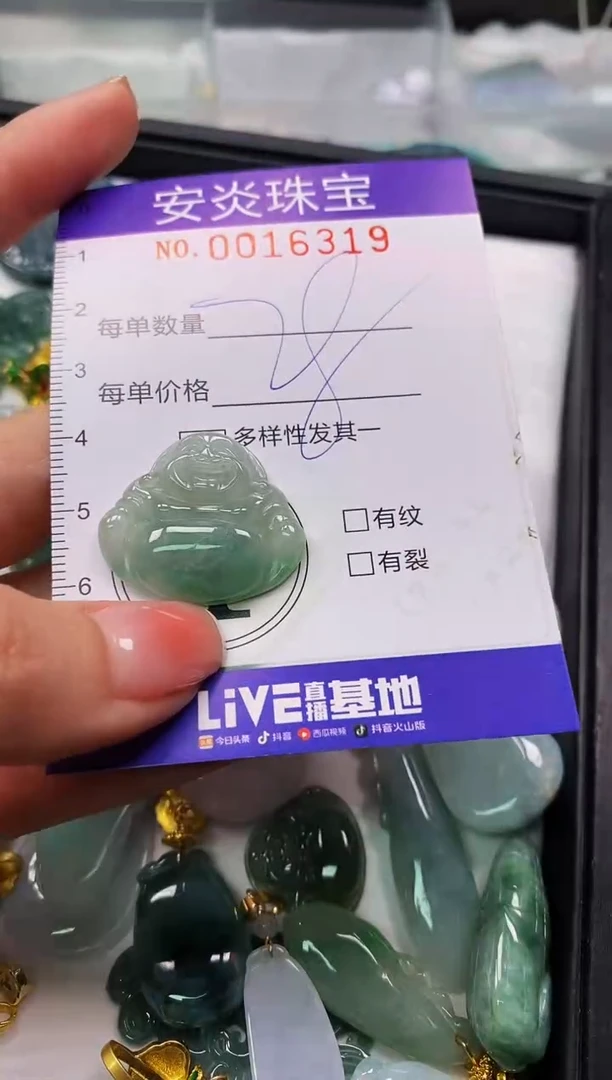 安炎珠宝
NO. 0016319
1
每单数量
2
每单价格
3
多样性发其一
4
5
□有纹
□有裂
6
LiVE直播基地
今日头条 抖音 西瓜视频 抖音火山版